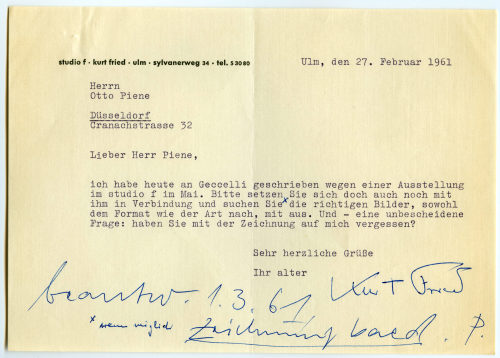 studio f · kurt fried · ulm · sylvanerweg 34 · tel. 5 30 80
Ulm, den 27. Februar 1961
Herrn
Otto Piene
Düsseldorf
Cranachstrasse 32
Lieber Herr Piene,
ich habe heute an Geccelli geschrieben wegen einer Ausstellung
im studio f im Mai. Bitte setzen Sie sich doch auch noch mit
ihm in Verbindung und suchen Sie x die richtigen Bilder, sowohl
dem Format wie der Art nach, mit aus. Und - eine unbescheidene
Frage: haben Sie mit der Zeichnung auf mich vergessen?
Sehr herzliche Grüße
Ihr alter
Kurt Fried
beantw. 1.3.61
x wenn möglich
Zeichnung bald. P.